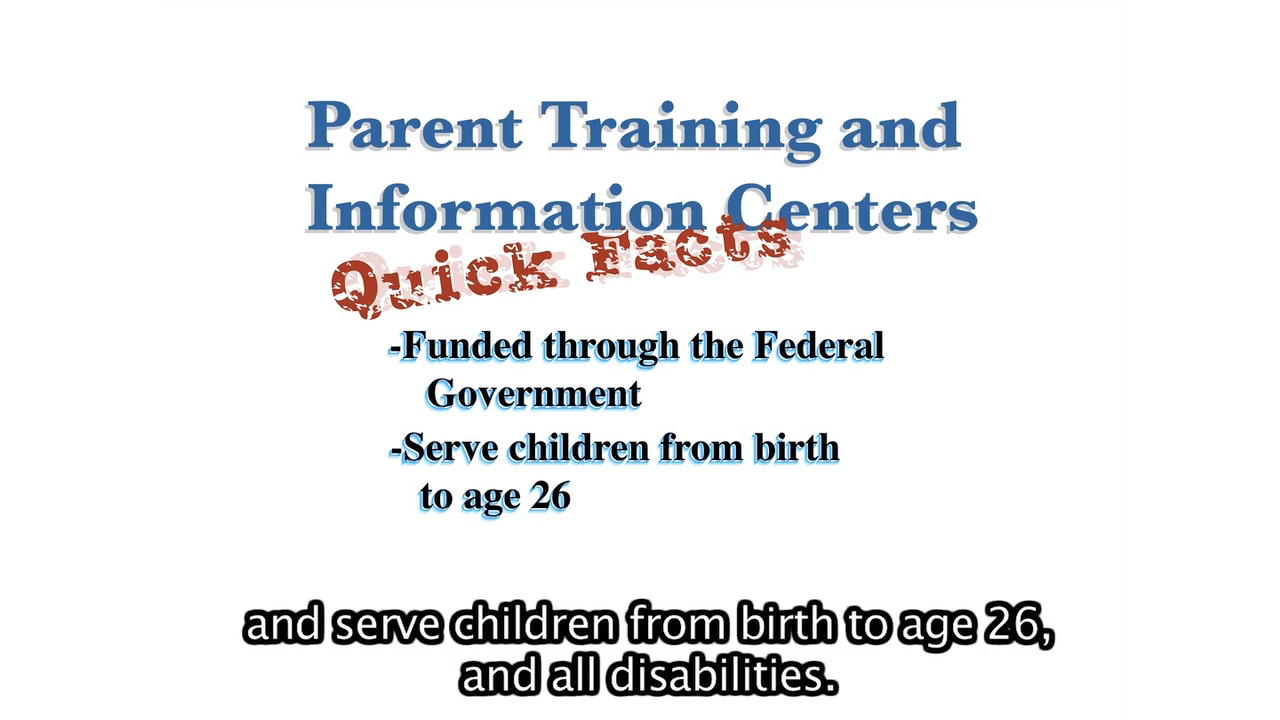 Parent Training and
Information Centers
Quick Facts
-Funded through the Federal
Government
-Serve children from birth
to age 26
and serve children from birth to age 26,
and all disabilities.